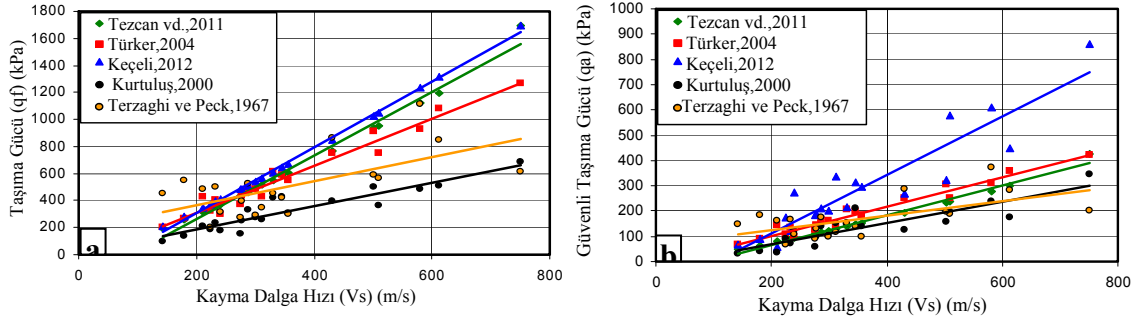 Taşıma Gücü (qf) (kPa)
1800
1600
1400
1200
1000
800
600
400
200
0
Tezcan vd.,2011
Türker,2004
Keçeli,2012
Kurtuluş,2000
Terzaghi ve Peck,1967
a
0
200
400
600
800
Kayma Dalga Hızı (Vs) (m/s)
Güvenli Taşıma Gücü (qa) (kPa)
1000
900
800
700
600
500
400
300
200
100
0
Tezcan vd.,2011
Türker,2004
Keçeli,2012
Kurtuluş,2000
Terzaghi ve Peck,1967
b
0
200
400
600
800
Kayma Dalga Hızı (Vs) (m/s)